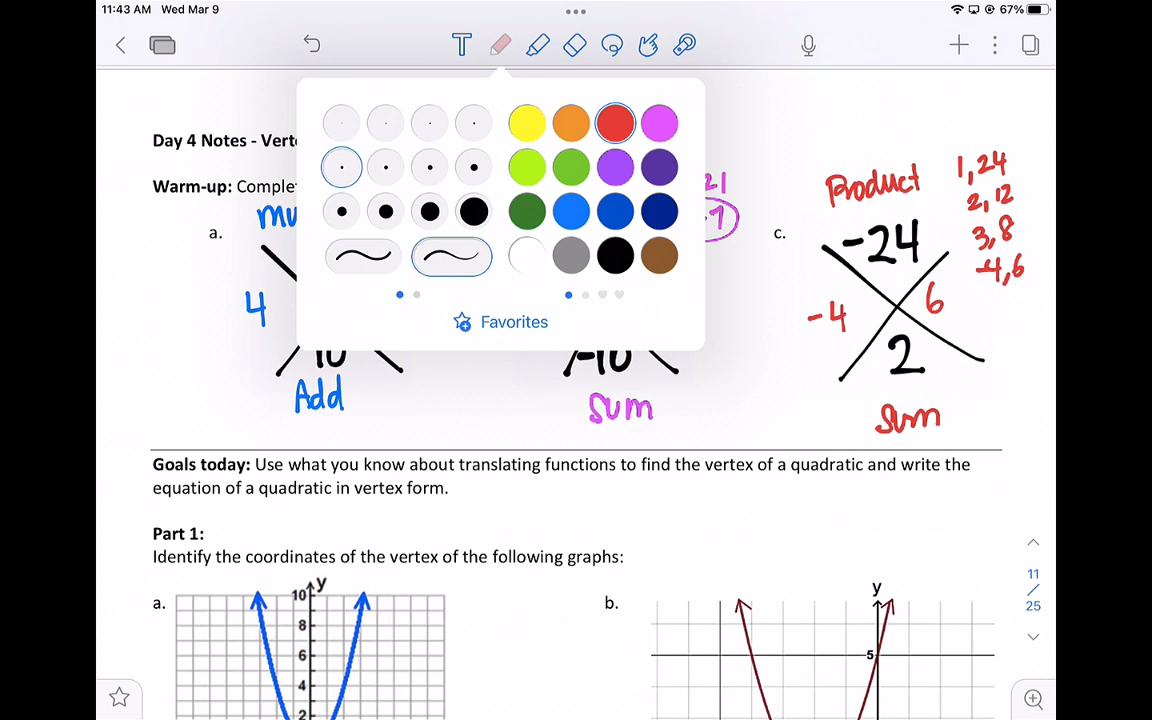 11:43 AM Wed Mar 9
67%
T
Day 4 Notes - Verte
Warm-up: Complet
a.
mu
4
10
Add
Favorites
21
-10
Sum
c.
Product
-24
-4
6
2
Sum
1,24
2,12
3,8
-4,6
Goals today: Use what you know about translating functions to find the vertex of a quadratic and write the
equation of a quadratic in vertex form.
Part 1:
Identify the coordinates of the vertex of the following graphs:
a.
y
10
8
6
4
2
b.
y
5
11
/
25